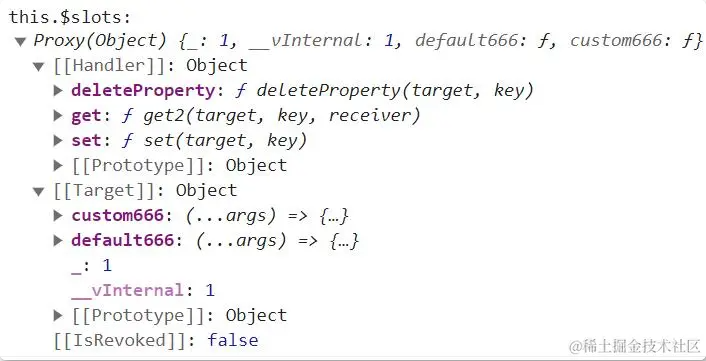 this.$slots:
▼ Proxy(Object) {_: 1, __vInternal: 1, default666: ƒ, custom666: ƒ}
▼ [[Handler]]: Object
▶ deleteProperty: ƒ deleteProperty(target, key)
▶ get: ƒ get2(target, key, receiver)
▶ set: ƒ set(target, key)
▶ [[Prototype]]: Object
▼ [[Target]]: Object
▶ custom666: (...args) => {…}
▶ default666: (...args) => {…}
_: 1
__vInternal: 1
▶ [[Prototype]]: Object
[[IsRevoked]]: false
@稀土掘金技术社区